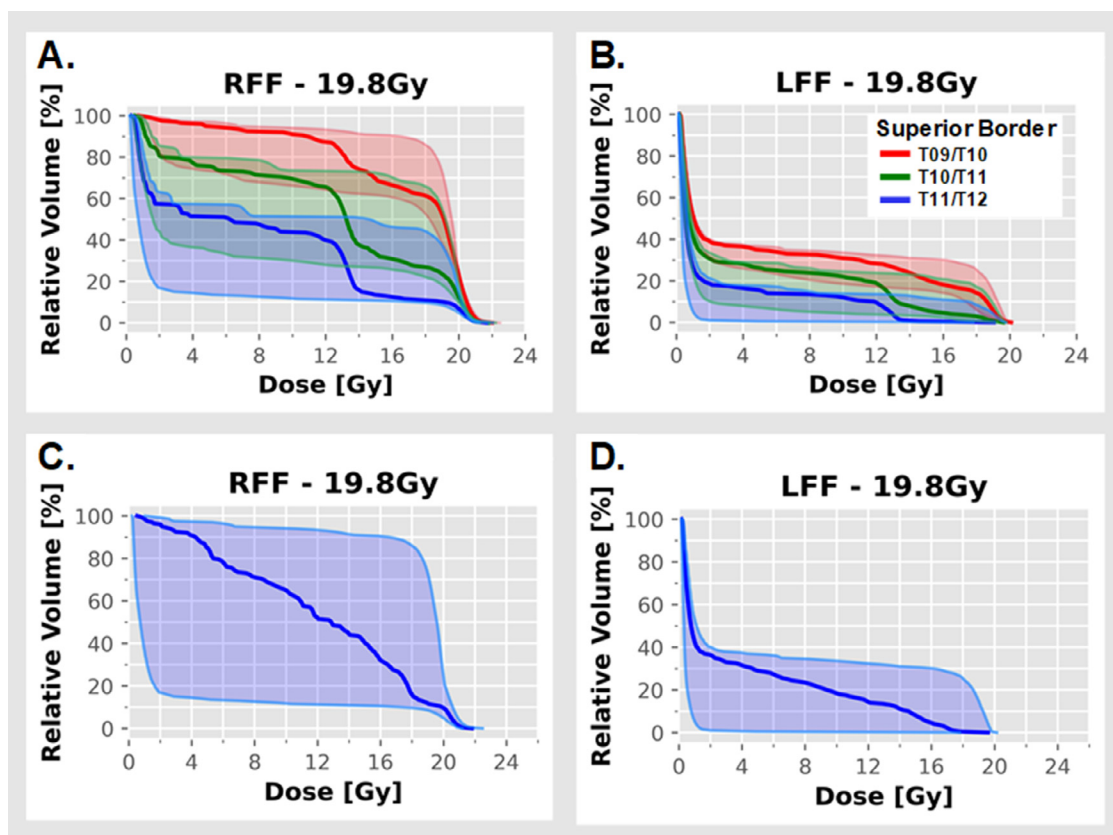 A.
RFF - 19.8Gy
Relative Volume [%]
100
80
60
40
20
0
0 4 8 12 16 20 24
Dose [Gy]
B.
LFF - 19.8Gy
Relative Volume [%]
100
80
60
40
20
0
Superior Border
T09/T10
T10/T11
T11/T12
0 4 8 12 16 20 24
Dose [Gy]
C.
RFF - 19.8Gy
Relative Volume [%]
100
80
60
40
20
0
0 4 8 12 16 20 24
Dose [Gy]
D.
LFF - 19.8Gy
Relative Volume [%]
100
80
60
40
20
0
0 4 8 12 16 20 24
Dose [Gy]